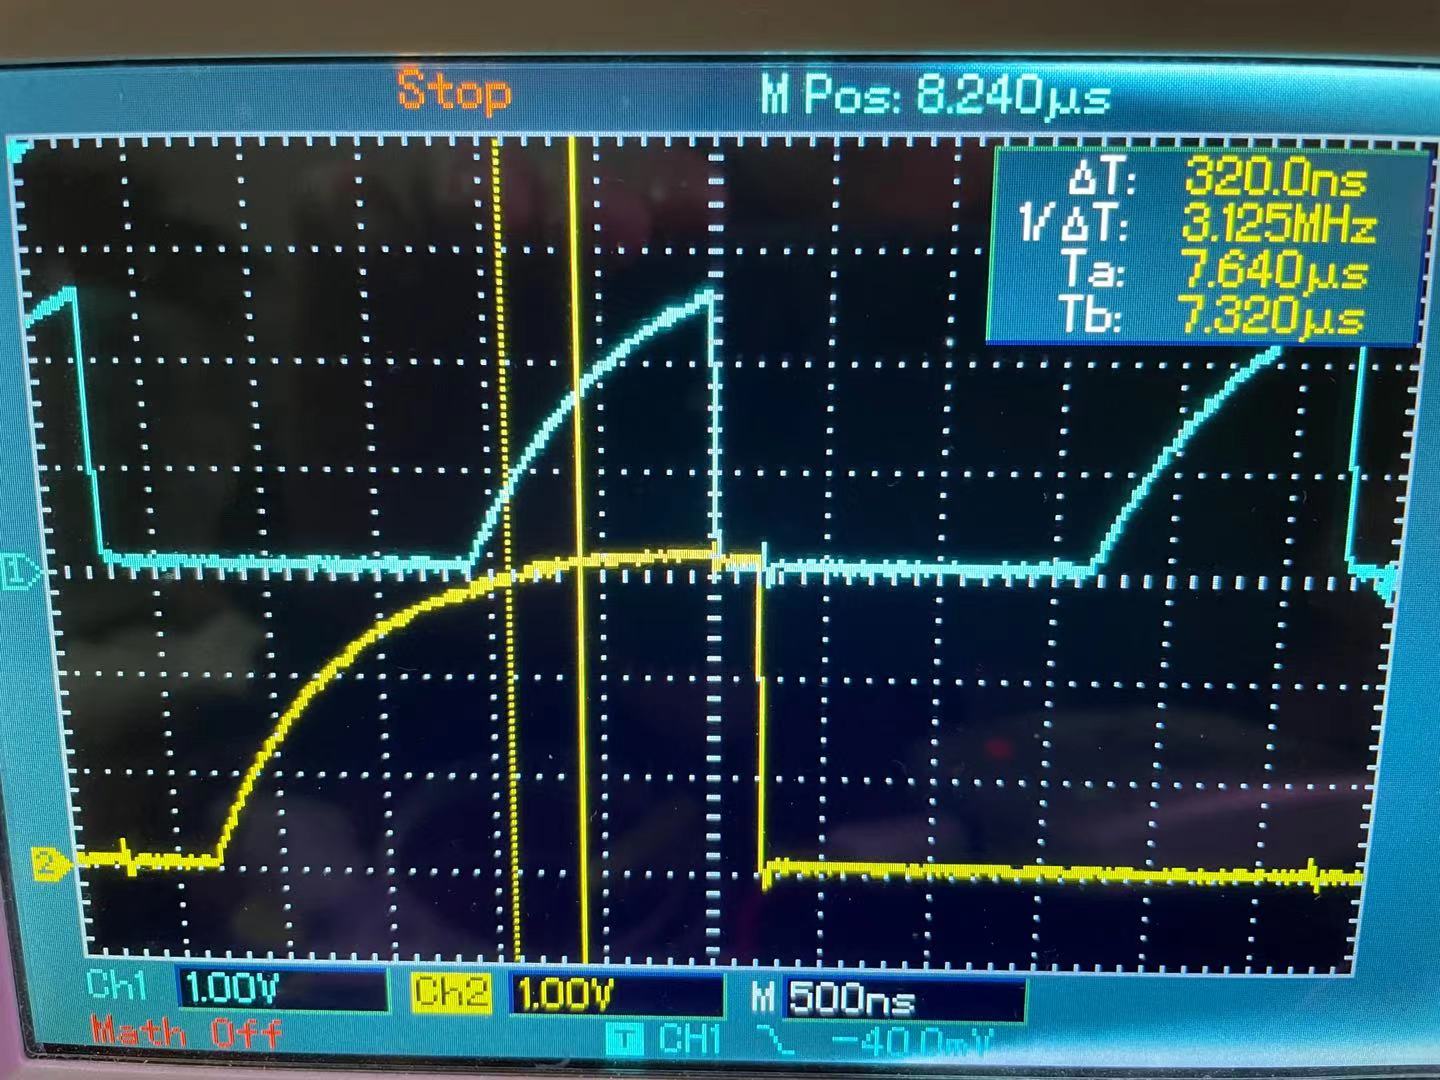 Stop M Pos: 8.240μs
ΔT: 320.0ns
1/ΔT: 3.125MHz
Ta: 7.640μs
Tb: 7.320μs
1
2
Ch1 1.00V Ch2 1.00V M 500ns
Math Off T CH1 -40.0mV